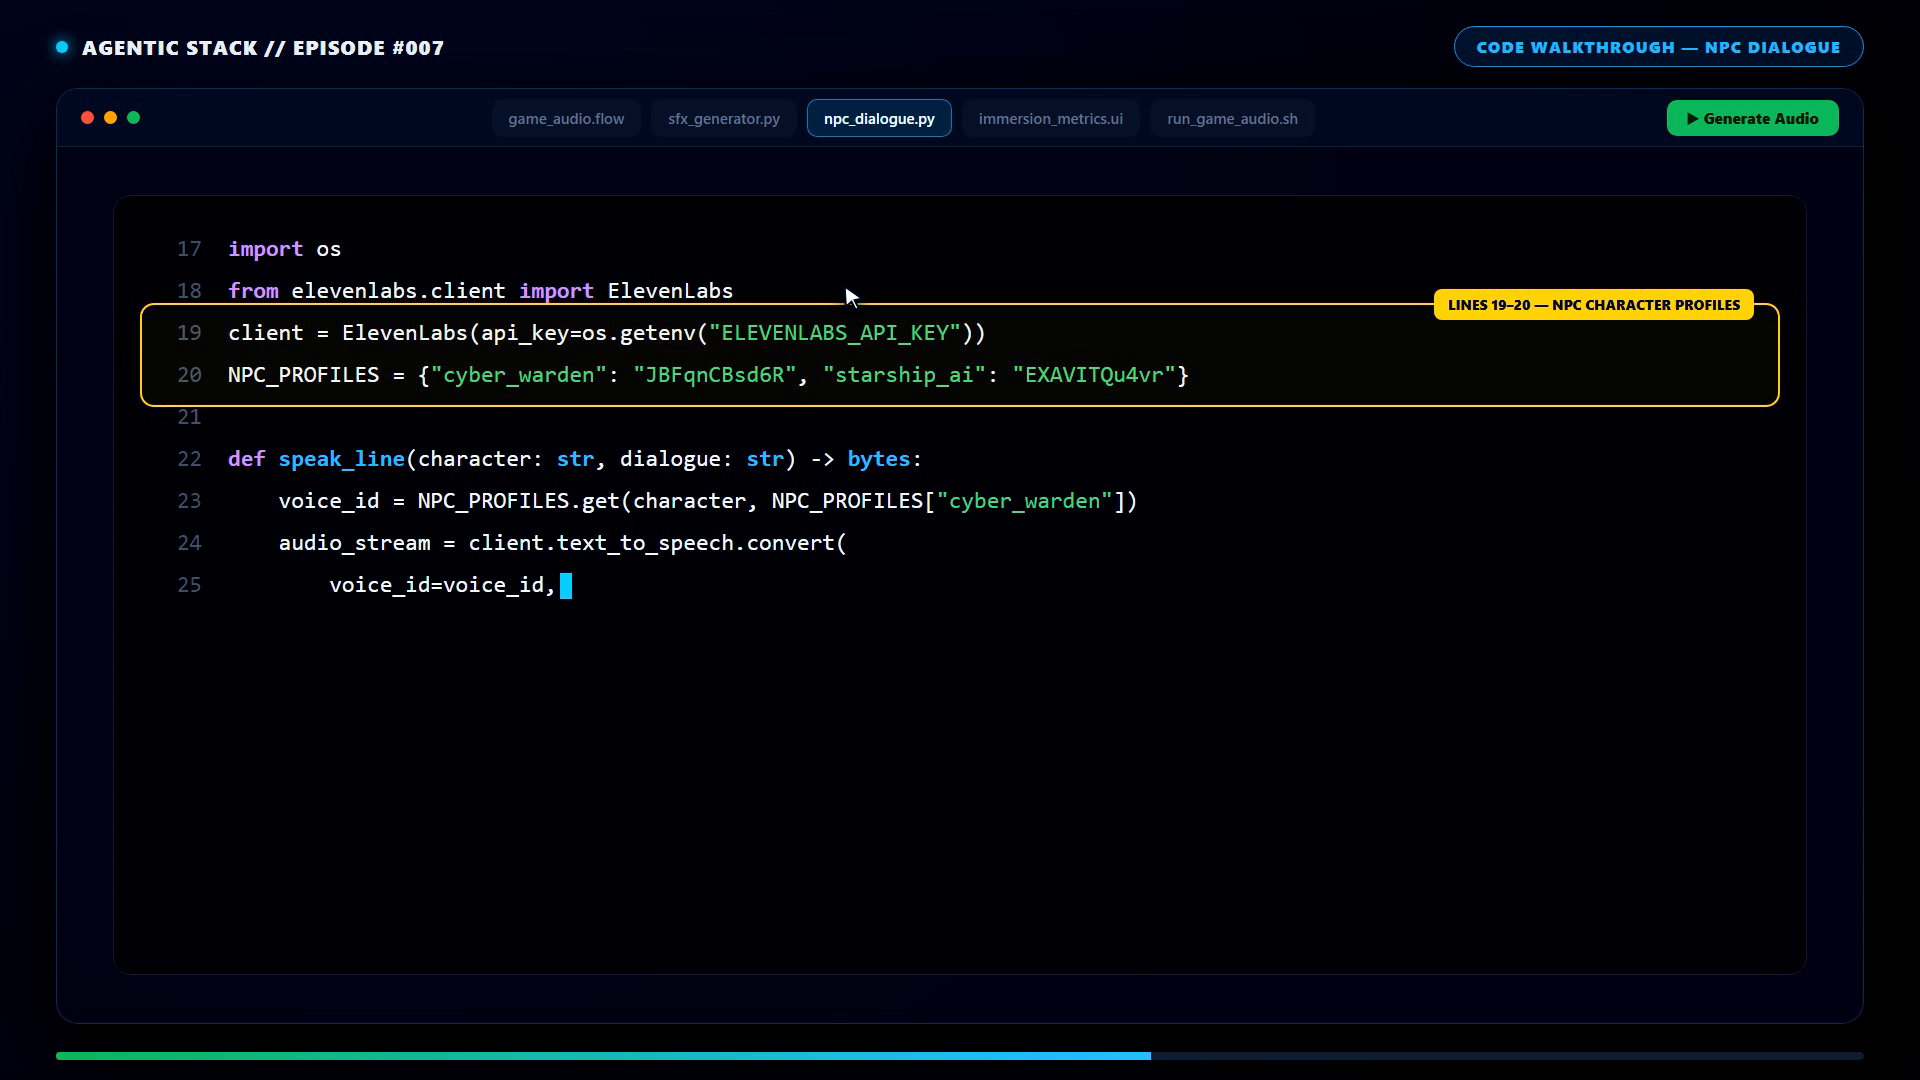 AGENTIC STACK // EPISODE #007
CODE WALKTHROUGH — NPC DIALOGUE
game_audio.flow
sfx_generator.py
npc_dialogue.py
immersion_metrics.ui
run_game_audio.sh
▶ Generate Audio
17 import os
18 from elevenlabs.client import ElevenLabs
LINES 19–20 — NPC CHARACTER PROFILES
19 client = ElevenLabs(api_key=os.getenv("ELEVENLABS_API_KEY"))
20 NPC_PROFILES = {"cyber_warden": "JBFqnCBsd6R", "starship_ai": "EXAVITQu4vr"}
21
22 def speak_line(character: str, dialogue: str) -> bytes:
23     voice_id = NPC_PROFILES.get(character, NPC_PROFILES["cyber_warden"])
24     audio_stream = client.text_to_speech.convert(
25         voice_id=voice_id,